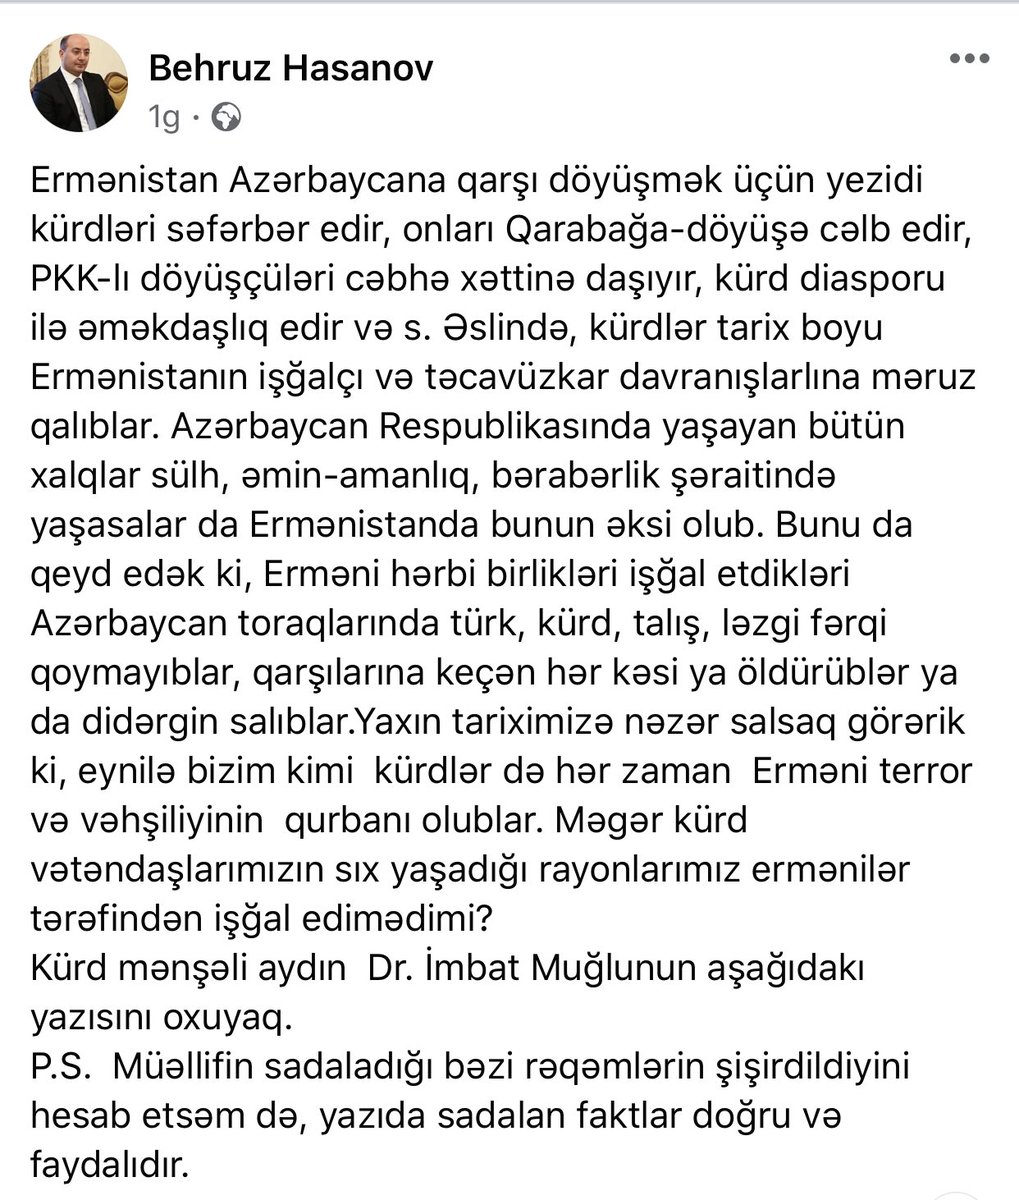 Behruz Hasanov
1g ·
Ermənistan Azərbaycana qarşı döyüşmək üçün yezidi
kürdləri səfərbər edir, onları Qarabağa-döyüşə cəlb edir,
PKK-lı döyüşçüləri cəbhə xəttinə daşıyır, kürd diasporu
ilə əməkdaşlıq edir və s. Əslində, kürdlər tarix boyu
Ermənistanın işğalçı və təcavüzkar davranışlarlına məruz
qalıblar. Azərbaycan Respublikasında yaşayan bütün
xalqlar sülh, əmin-amanlıq, bərabərlik şəraitində
yaşasalar da Ermənistanda bunun əksi olub. Bunu da
qeyd edək ki, Erməni hərbi birlikləri işğal etdikləri
Azərbaycan toraqlarında türk, kürd, talış, ləzgi fərqi
qoymayıblar, qarşılarına keçən hər kəsi ya öldürüblər ya
da didərgin salıblar.Yaxın tariximizə nəzər salsaq görərik
ki, eynilə bizim kimi  kürdlər də hər zaman  Erməni terror
və vəhşiliyinin  qurbanı olublar. Məgər kürd
vətəndaşlarımızın sıx yaşadığı rayonlarımız ermənilər
tərəfindən işğal edimədimi?
Kürd mənşəli aydın  Dr. İmbat Muğlunun aşağıdakı
yazısını oxuyaq.
P.S.  Müəllifin sadaladığı bəzi rəqəmlərin şişirdildiyini
hesab etsəm də, yazıda sadalan faktlar doğru və
faydalıdır.